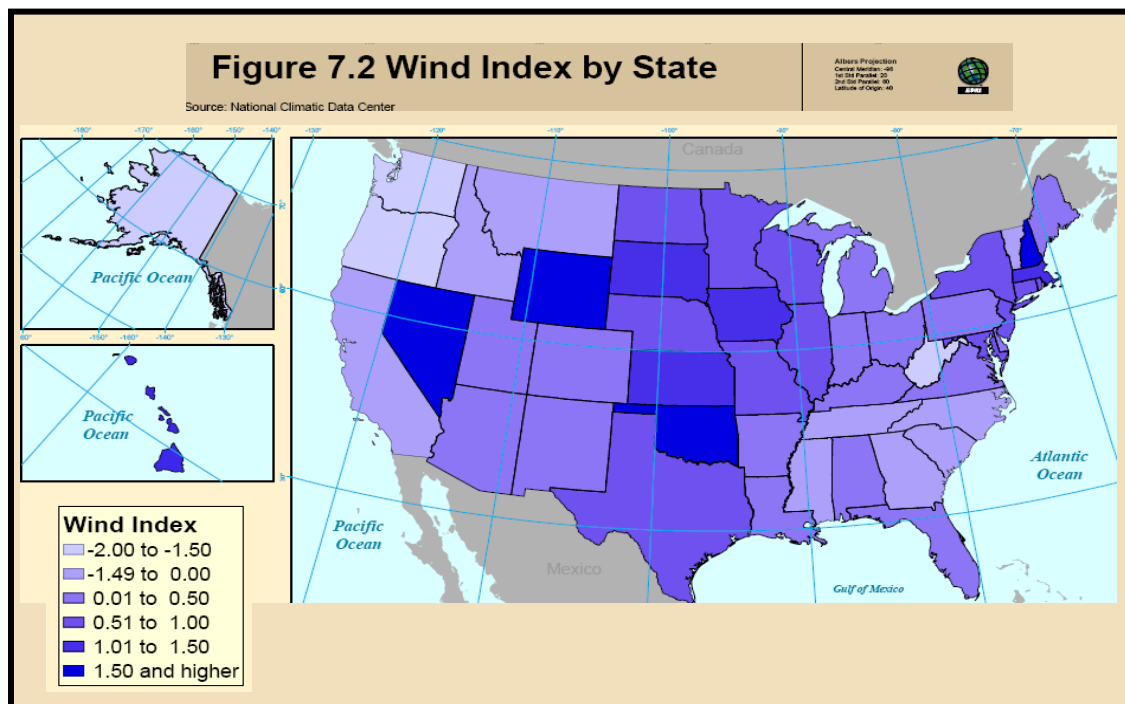 Figure 7.2 Wind Index by State
Source: National Climatic Data Center
Albers Projection
Central Meridian: -96
1st Std Parallel: 20
2nd Std Parallel: 60
Latitude of Origin: 40
ESRI
-180°
-170°
-160°
-150°
-140°
Pacific Ocean
-150°
-140°
-130°
Pacific
Ocean
-130°
-120°
-110°
-100°
-90°
-80°
-70°
Canada
Atlantic
Ocean
Pacific
Ocean
Mexico
Gulf of Mexico
Wind Index
-2.00 to -1.50
-1.49 to 0.00
0.01 to 0.50
0.51 to 1.00
1.01 to 1.50
1.50 and higher